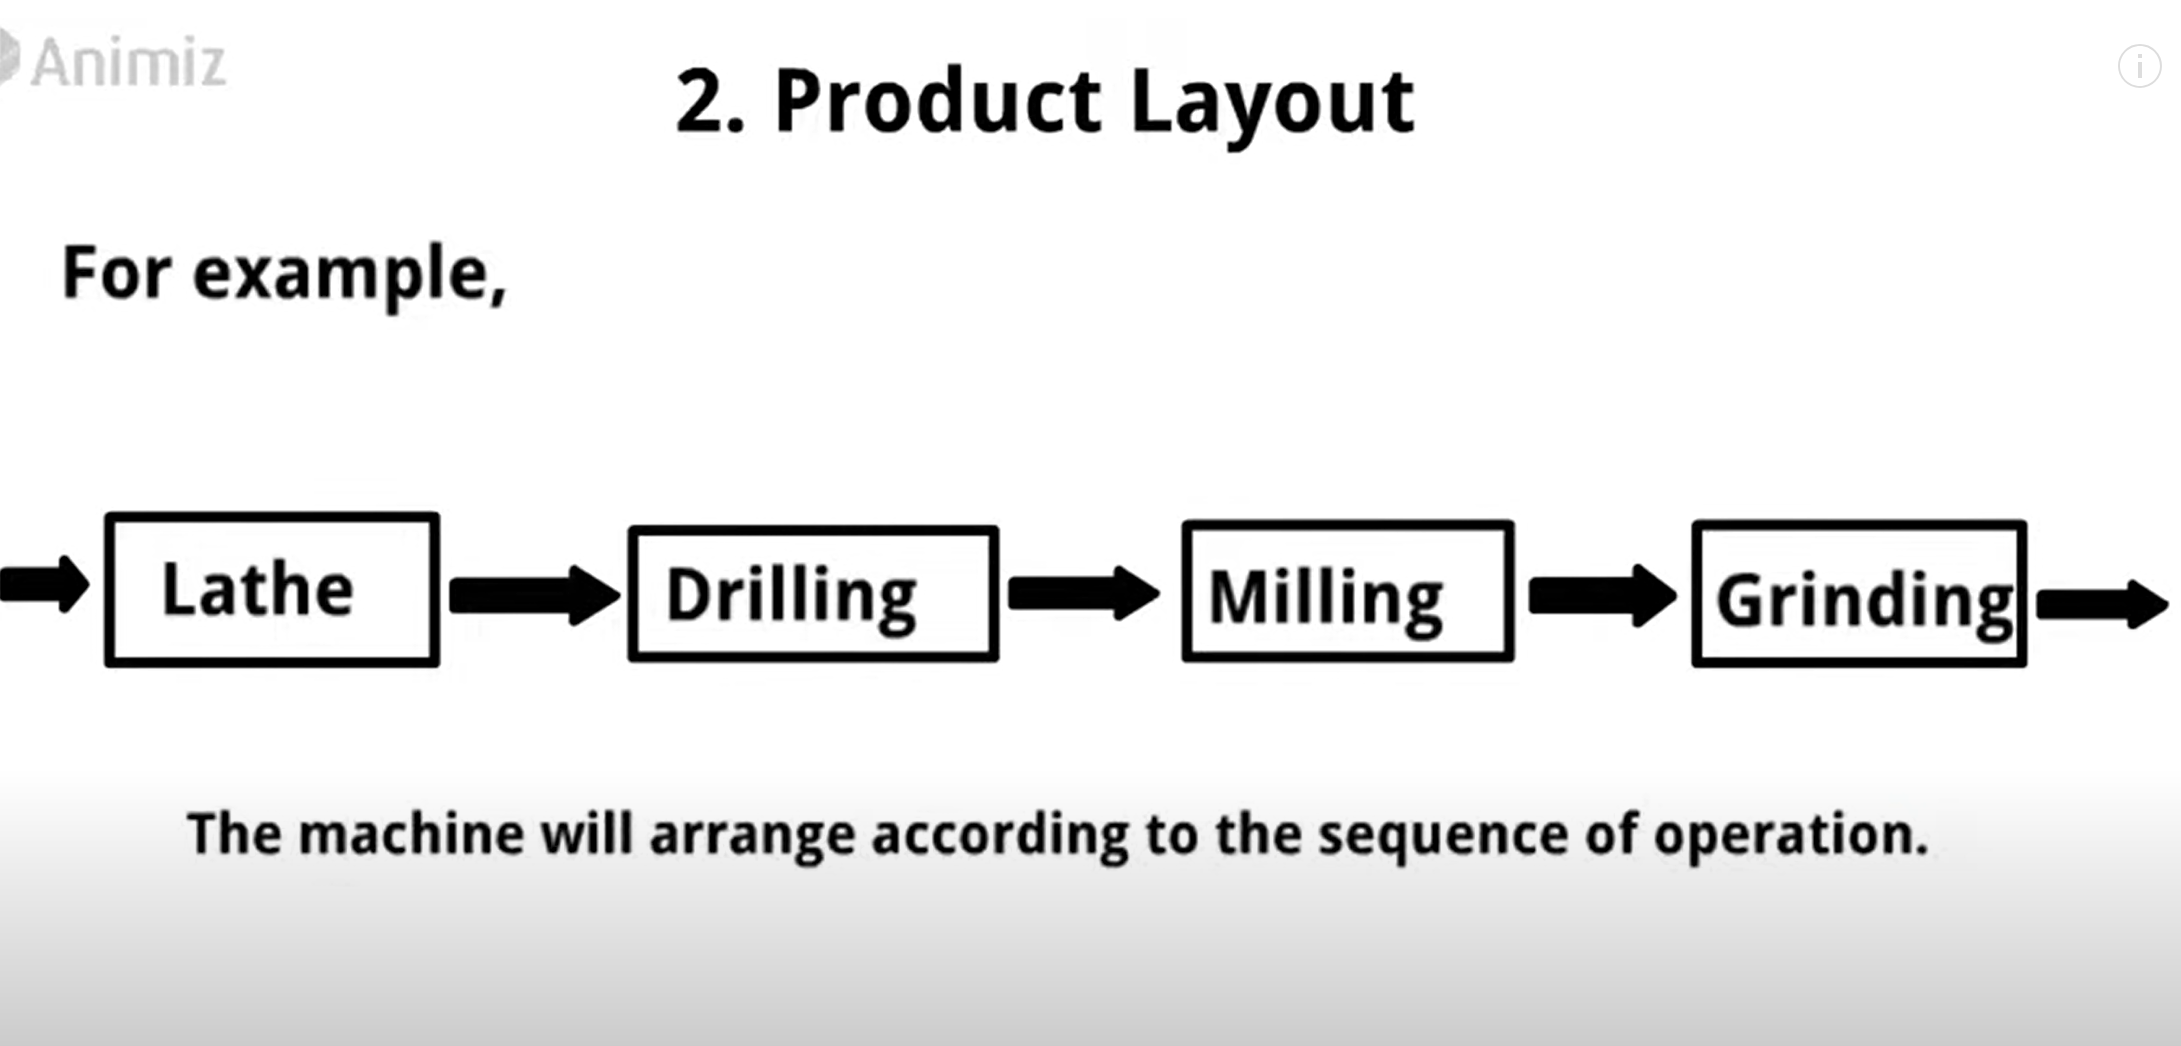 Animiz
2. Product Layout
For example,
Lathe
Drilling
Milling
Grinding
The machine will arrange according to the sequence of operation.